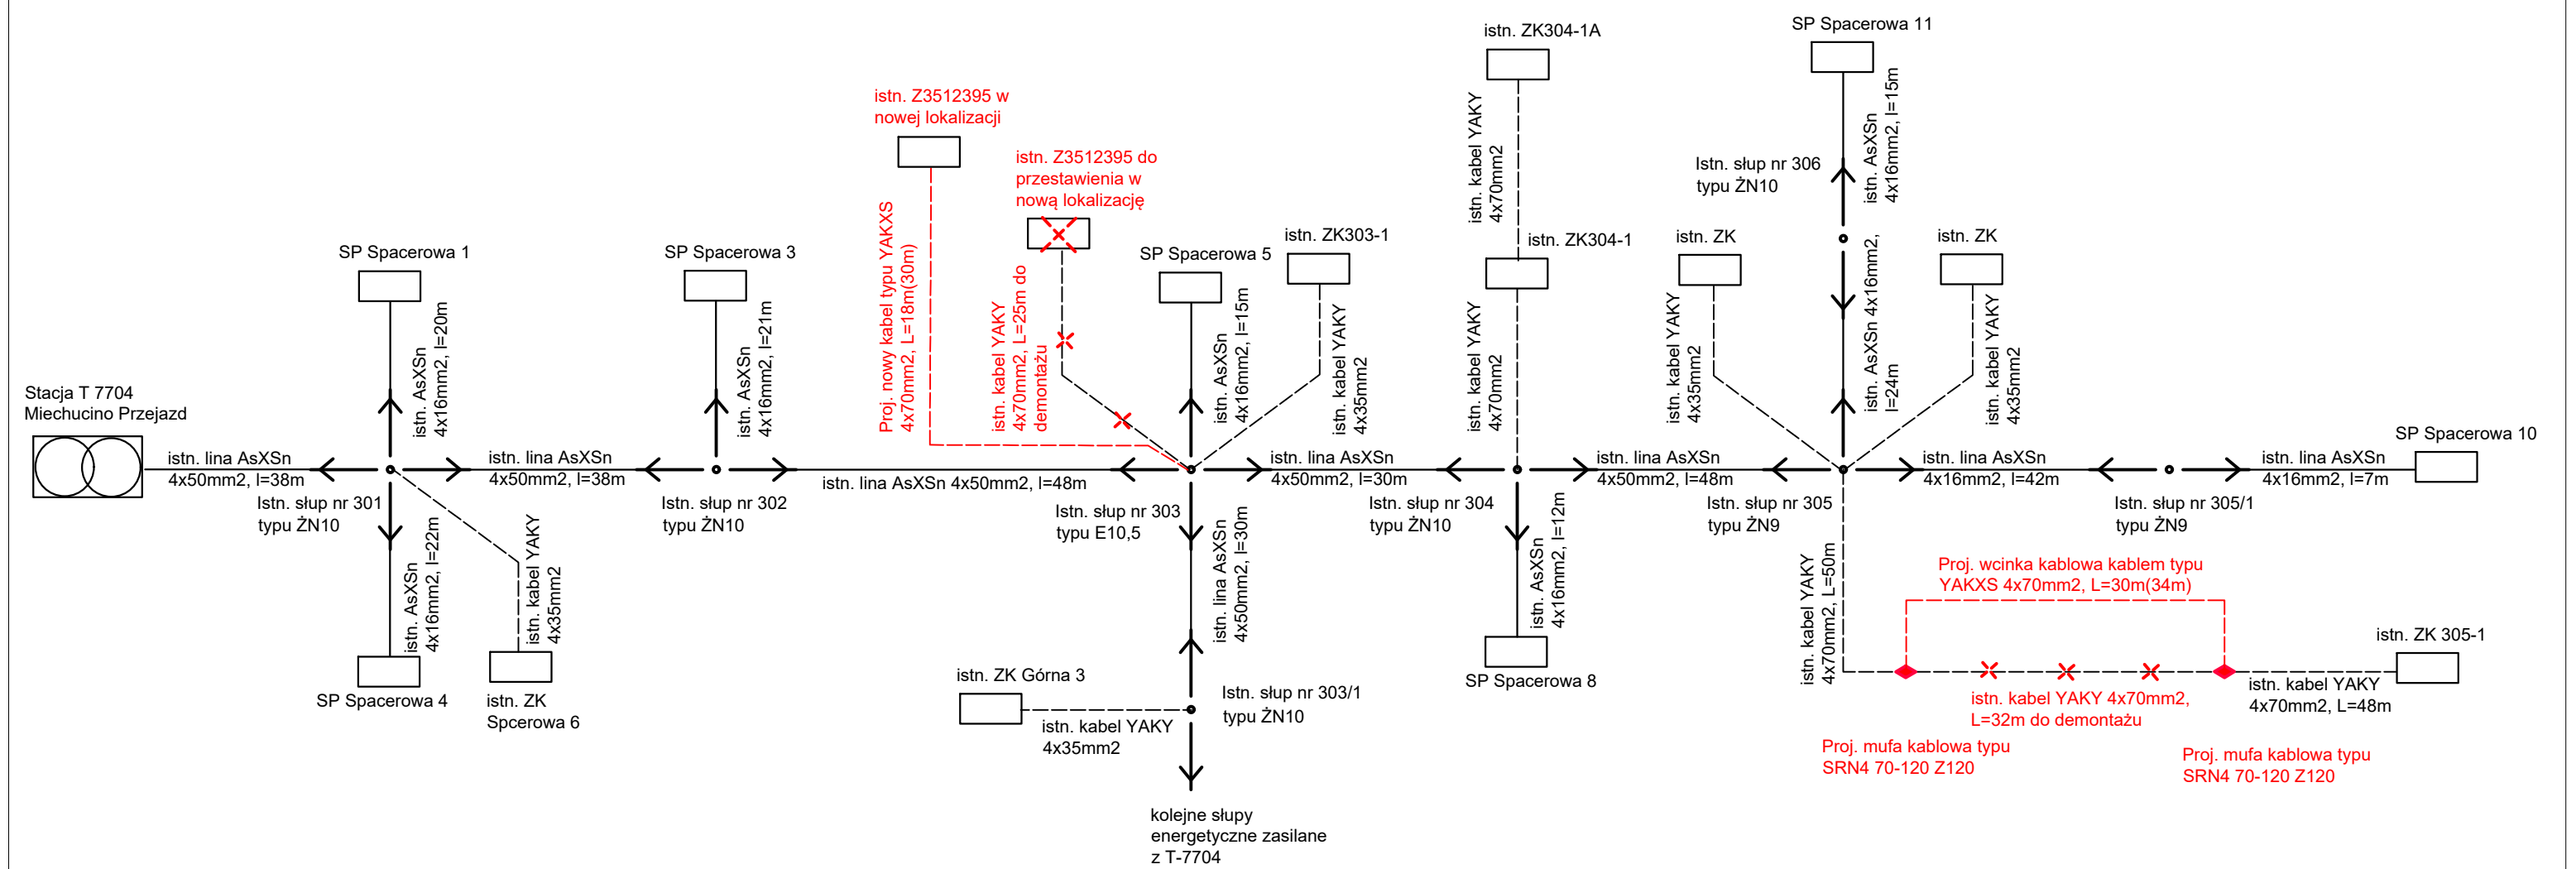 Stacja T 7704
Miechucino Przejazd
istn. lina AsXSn
4x50mm2, l=38m
SP Spacerowa 1
istn. AsXSn
4x16mm2, l=20m
Istn. słup nr 301
typu ŻN10
istn. AsXSn
4x16mm2, l=22m
SP Spacerowa 4
istn. kabel YAKY
4x35mm2
istn. ZK
Spcerowa 6
istn. lina AsXSn
4x50mm2, l=38m
SP Spacerowa 3
istn. AsXSn
4x16mm2, l=21m
Istn. słup nr 302
typu ŻN10
istn. lina AsXSn 4x50mm2, l=48m
istn. Z3512395 w
nowej lokalizacji
Proj. nowy kabel typu YAKXS
4x70mm2, L=18m(30m)
istn. Z3512395 do
przestawienia w
nową lokalizację
istn. kabel YAKY
4x70mm2, L=25m do
demontażu
SP Spacerowa 5
istn. AsXSn
4x16mm2, l=15m
istn. ZK303-1
istn. kabel YAKY
4x35mm2
Istn. słup nr 303
typu E10,5
istn. lina AsXSn
4x50mm2, l=30m
istn. ZK Górna 3
istn. kabel YAKY
4x35mm2
Istn. słup nr 303/1
typu ŻN10
kolejne słupy
energetyczne zasilane
z T-7704
istn. lina AsXSn
4x50mm2, l=30m
istn. ZK304-1A
istn. kabel YAKY
4x70mm2
istn. ZK304-1
istn. kabel YAKY
4x70mm2
Istn. słup nr 304
typu ŻN10
istn. AsXSn
4x16mm2, l=12m
SP Spacerowa 8
istn. lina AsXSn
4x50mm2, l=48m
SP Spacerowa 11
istn. AsXSn
4x16mm2, l=15m
Istn. słup nr 306
typu ŻN10
istn. ZK
istn. kabel YAKY
4x35mm2
istn. AsXSn 4x16mm2,
l=24m
istn. ZK
istn. kabel YAKY
4x35mm2
Istn. słup nr 305
typu ŻN9
istn. lina AsXSn
4x16mm2, l=42m
Istn. słup nr 305/1
typu ŻN9
istn. lina AsXSn
4x16mm2, l=7m
SP Spacerowa 10
istn. kabel YAKY
4x70mm2, L=50m
Proj. wcinka kablowa kablem typu
YAKXS 4x70mm2, L=30m(34m)
istn. kabel YAKY 4x70mm2,
L=32m do demontażu
istn. ZK 305-1
istn. kabel YAKY
4x70mm2, L=48m
Proj. mufa kablowa typu
SRN4 70-120 Z120
Proj. mufa kablowa typu
SRN4 70-120 Z120